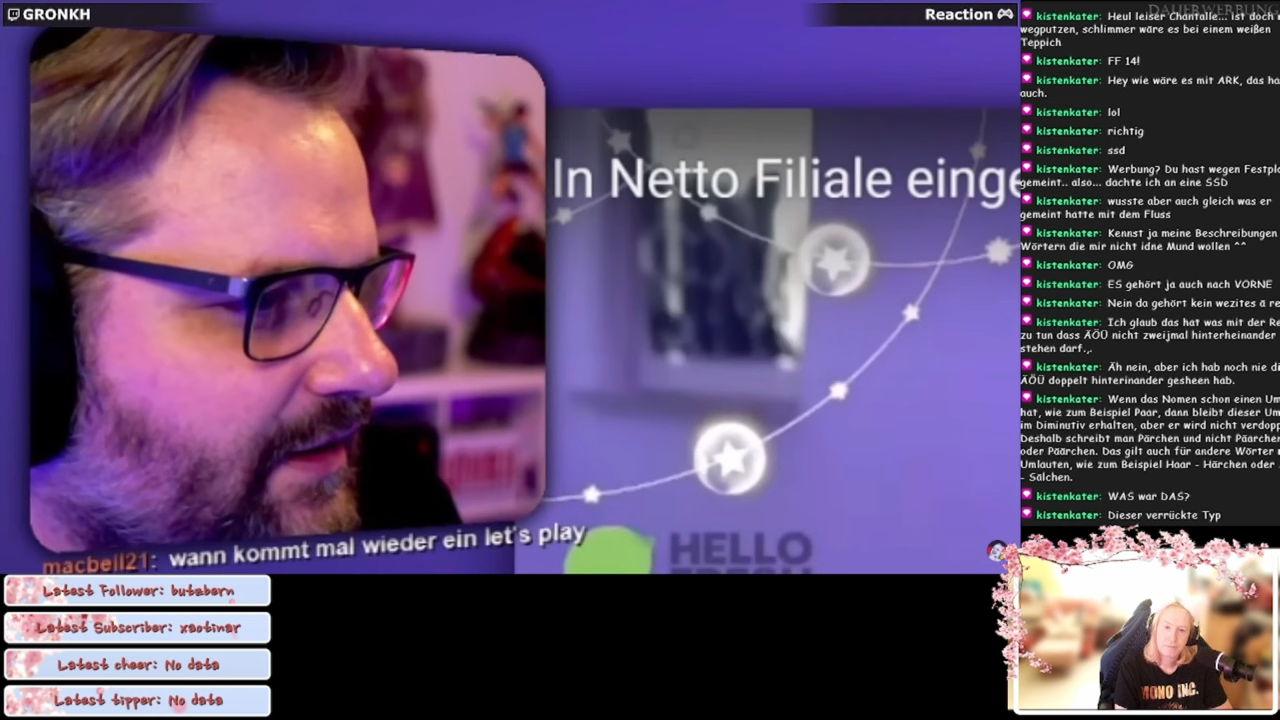 GRONKH
Reaction
DAUERWERBUNG
In Netto Filiale einge
macbell21: wann kommt mal wieder ein let's play
HELLO
FRESH
kistenkater: Heul leiser Chantalle... ist doch
wegputzen, schlimmer wäre es bei einem weißen
Teppich
kistenkater: FF 14!
kistenkater: Hey wie wäre es mit ARK, das ha
auch.
kistenkater: lol
kistenkater: richtig
kistenkater: ssd
kistenkater: Werbung? Du hast wegen Festpl
gemeint.. also... dachte ich an eine SSD
kistenkater: wusste aber auch gleich was er
gemeint hatte mit dem Fluss
kistenkater: Kennst ja meine Beschreibungen
Wörtern die mir nicht idne Mund wollen ^^
kistenkater: OMG
kistenkater: ES gehört ja auch nach VORNE
kistenkater: Nein da gehört kein wezites ä re
kistenkater: Ich glaub das hat was mit der Re
zu tun dass ÄÖÜ nicht zweijmal hinterheinander
stehen darf.,.
kistenkater: Äh nein, aber ich hab noch nie di
ÄÖÜ doppelt hinterinander gesheen hab.
kistenkater: Wenn das Nomen schon einen Um
hat, wie zum Beispiel Paar, dann bleibt dieser Um
im Diminutiv erhalten, aber er wird nicht verdopp
Deshalb schreibt man Pärchen und nicht Päarche
oder Päärchen. Das gilt auch für andere Wörter
Umlauten, wie zum Beispiel Haar - Härchen oder
- Sälchen.
kistenkater: WAS war DAS?
kistenkater: Dieser verrückte Typ
Latest Follower: butzbern
Latest Subscriber: xaotinar
Latest cheer: No data
Latest tipper: No data
MONO INC.